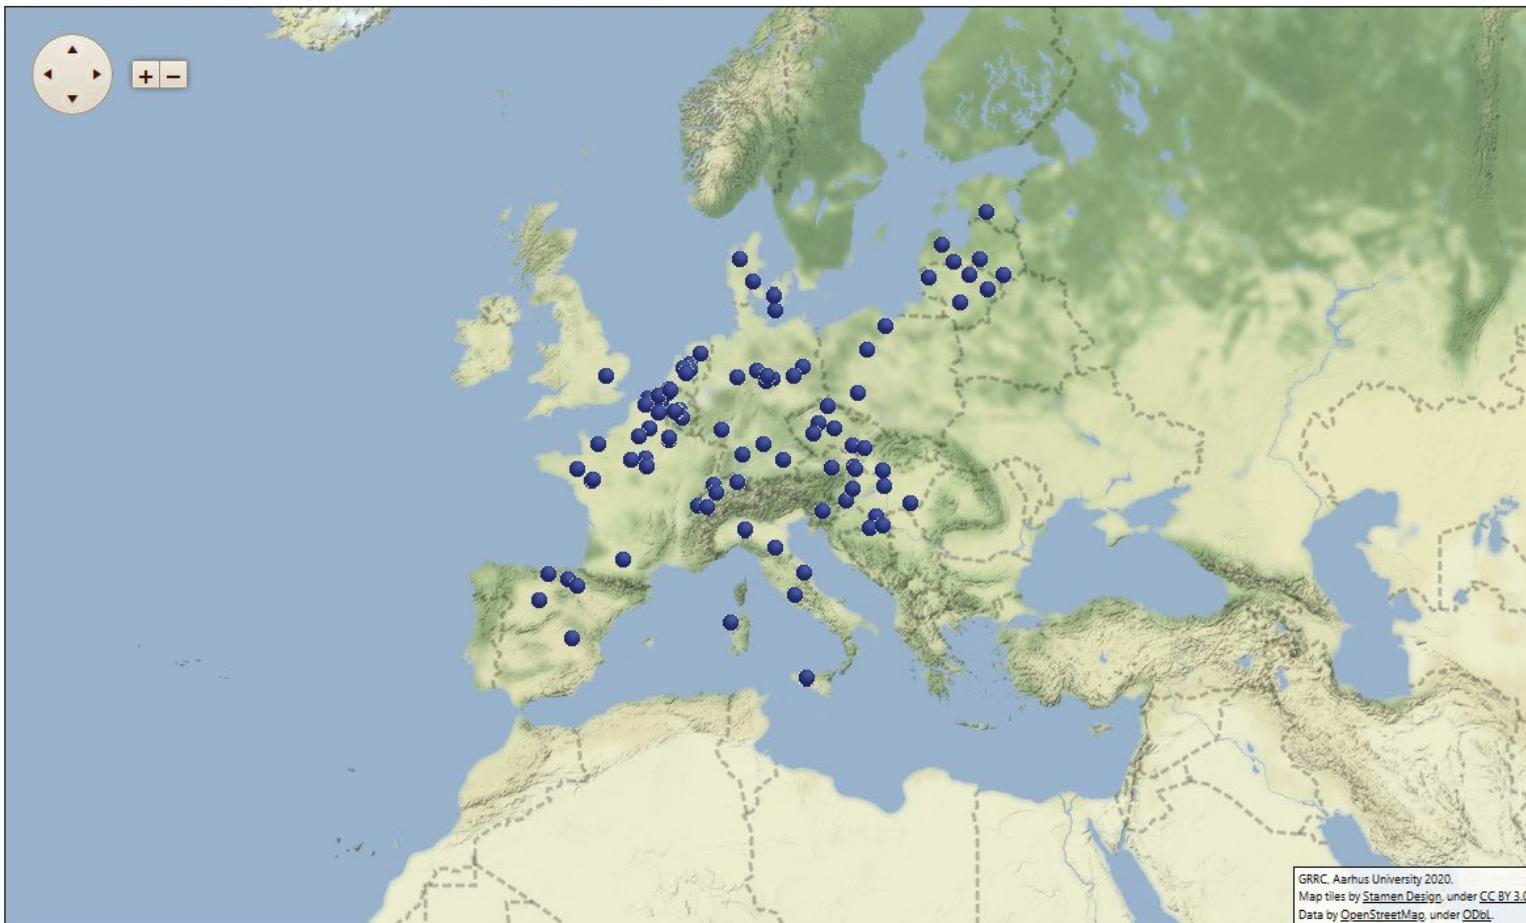 + −
GRRC, Aarhus University 2020.
Map tiles by Stamen Design, under CC BY 3.0
Data by OpenStreetMap, under ODbL.